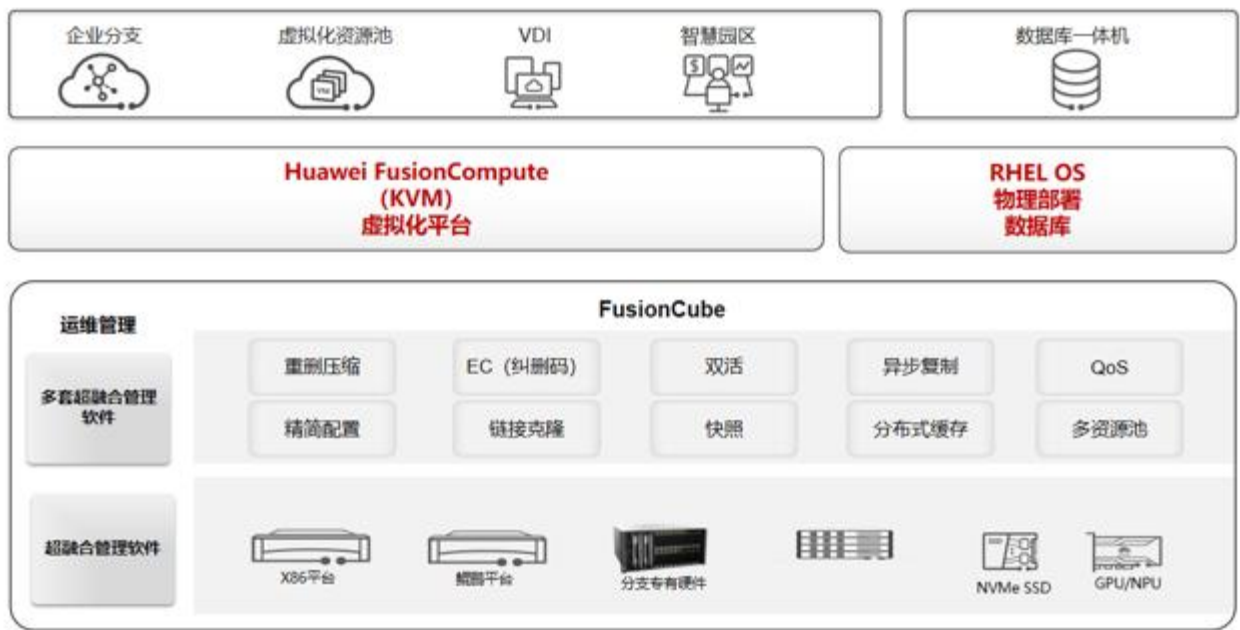 企业分支
虚拟化资源池
VDI
智慧园区
数据库一体机
VM
$
Huawei FusionCompute
(KVM)
虚拟化平台
RHEL OS
物理部署
数据库
FusionCube
运维管理
多套超融合管理
软件
重删压缩
EC（纠删码）
双活
异步复制
QoS
精简配置
链接克隆
快照
分布式缓存
多资源池
超融合管理软件
X86平台
鲲鹏平台
分支专有硬件
NVMe SSD
GPU/NPU